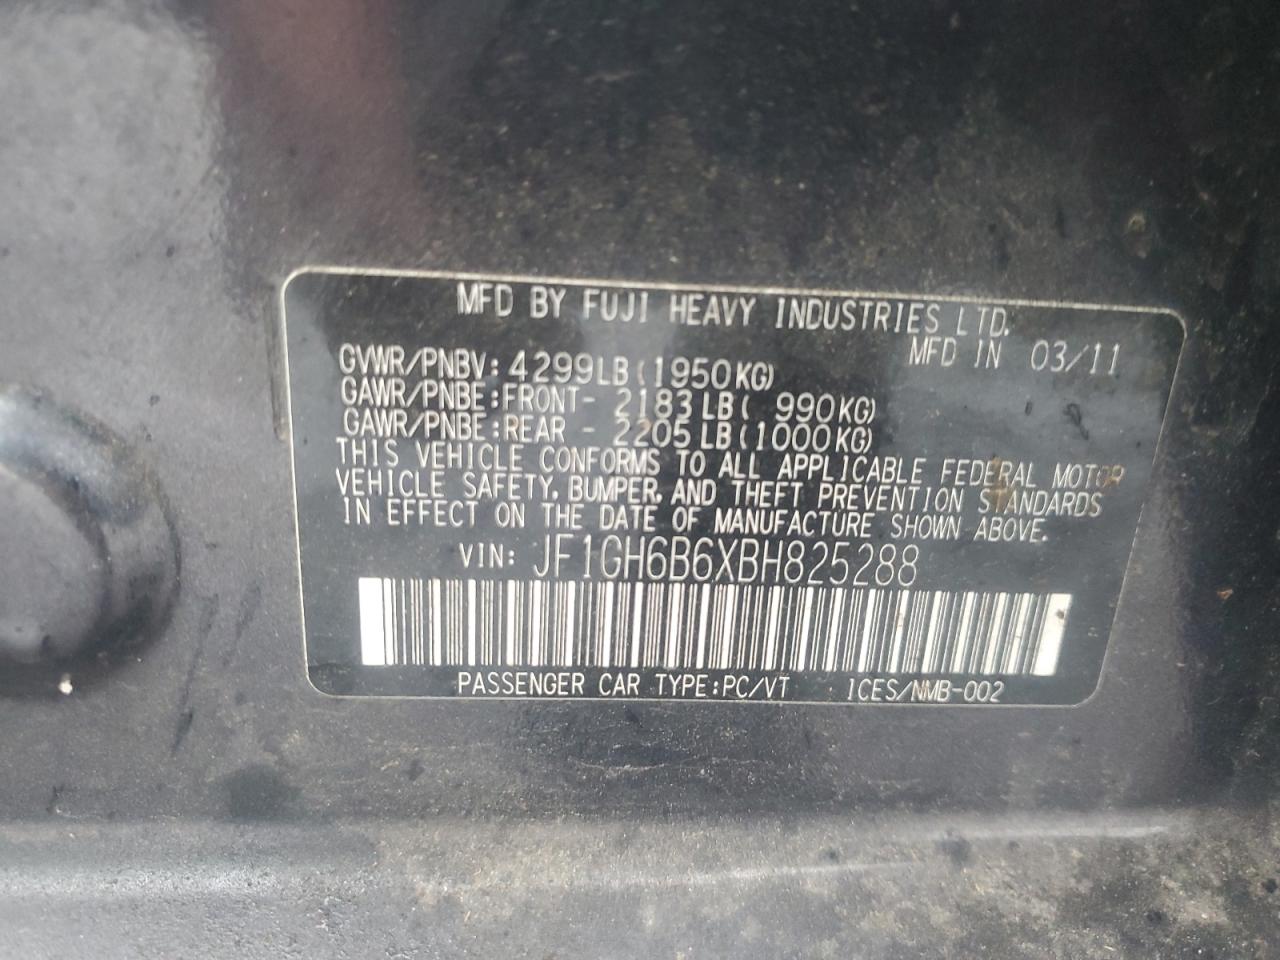 MFD BY FUJI HEAVY INDUSTRIES LTD.
MFD IN 03/11
GVWR/PNBV: 4299LB(1950KG)
GAWR/PNBE:FRONT- 2183LB( 990KG)
GAWR/PNBE:REAR - 2205LB(1000KG)
THIS VEHICLE CONFORMS TO ALL APPLICABLE FEDERAL MOTOR
VEHICLE SAFETY, BUMPER, AND THEFT PREVENTION STANDARDS
IN EFFECT ON THE DATE OF MANUFACTURE SHOWN ABOVE.
VIN: JF1GH6B6XBH825288
PASSENGER CAR TYPE:PC/VT ICES/NMB-002